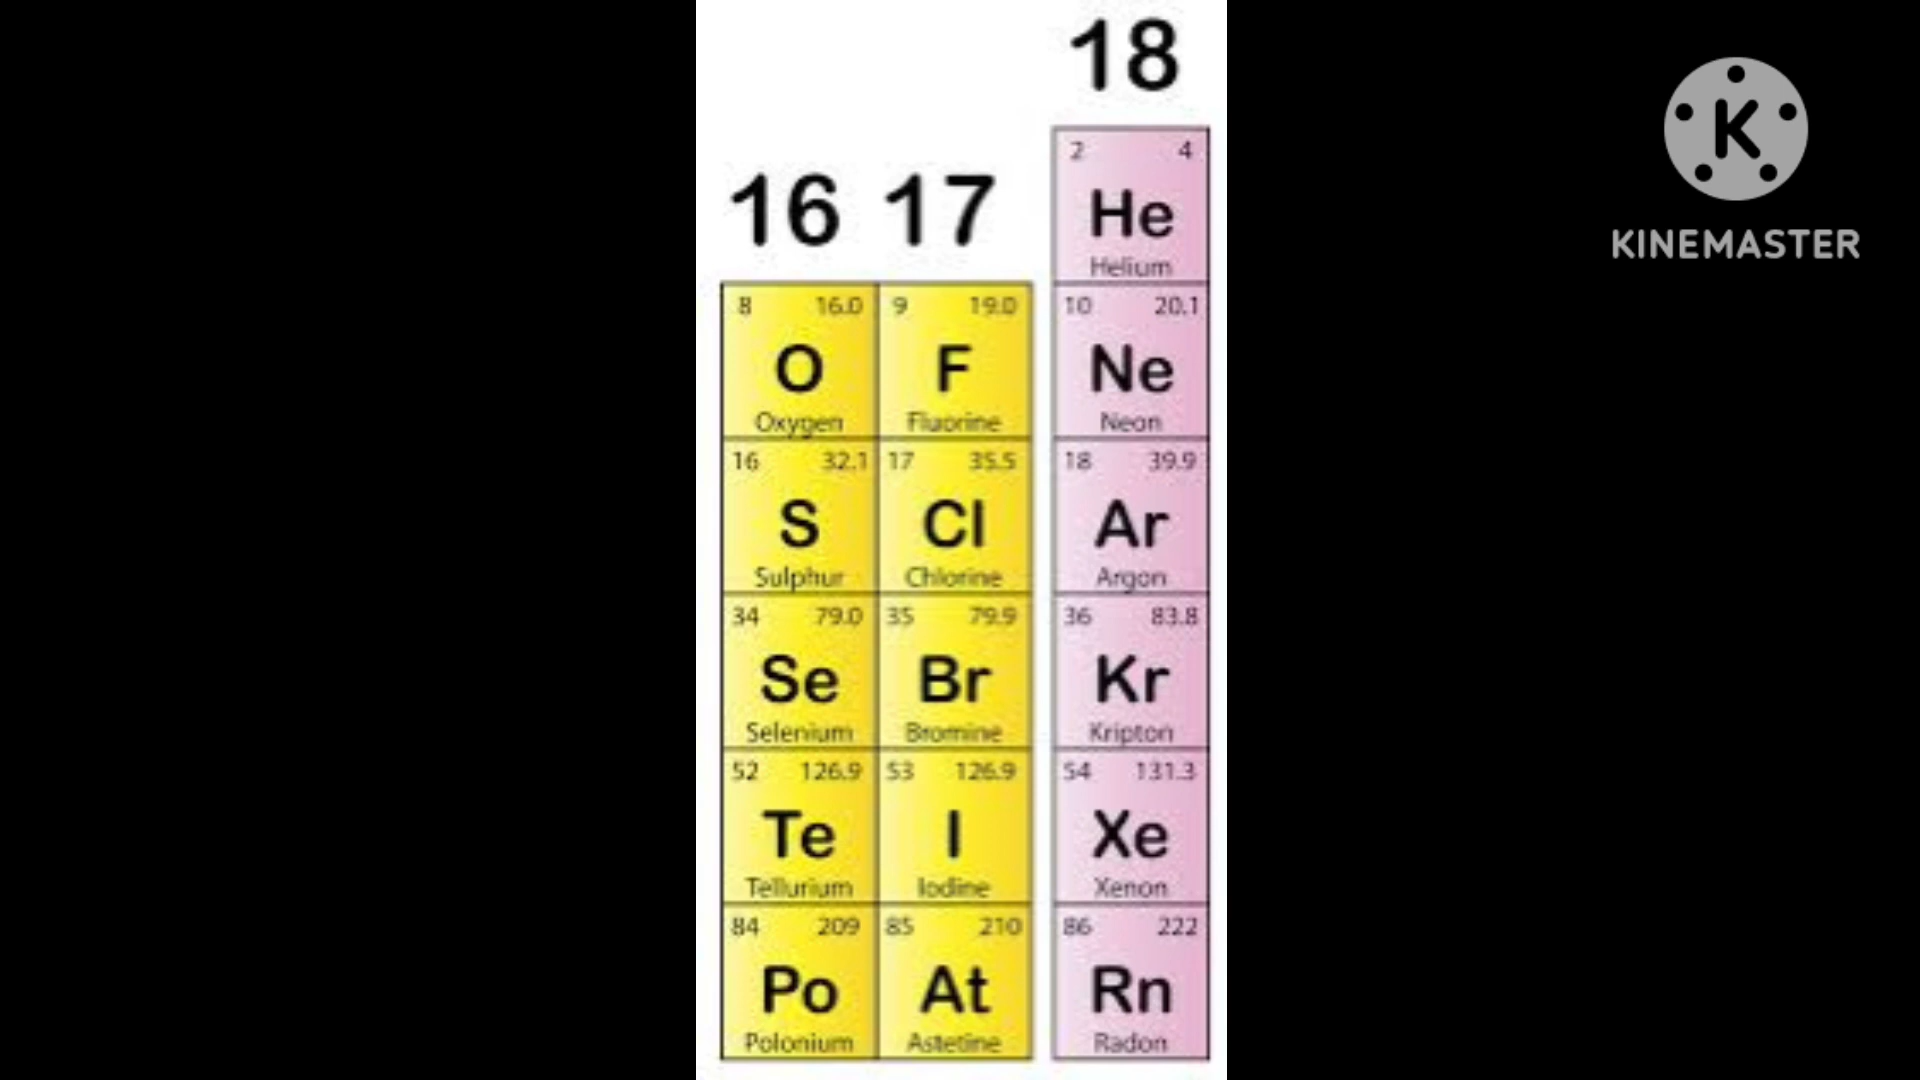 18
2 4
He
Helium
16 17
8 16.0 9 19.0 10 20.1
O F Ne
Oxygen Fluorine Neon
16 32.1 17 35.5 18 39.9
S Cl Ar
Sulphur Chlorine Argon
34 79.0 35 79.9 36 83.8
Se Br Kr
Selenium Bromine Kripton
52 126.9 53 126.9 54 131.3
Te I Xe
Tellurium Iodine Xenon
84 209 85 210 86 222
Po At Rn
Polonium Astetine Radon
K
KINEMASTER